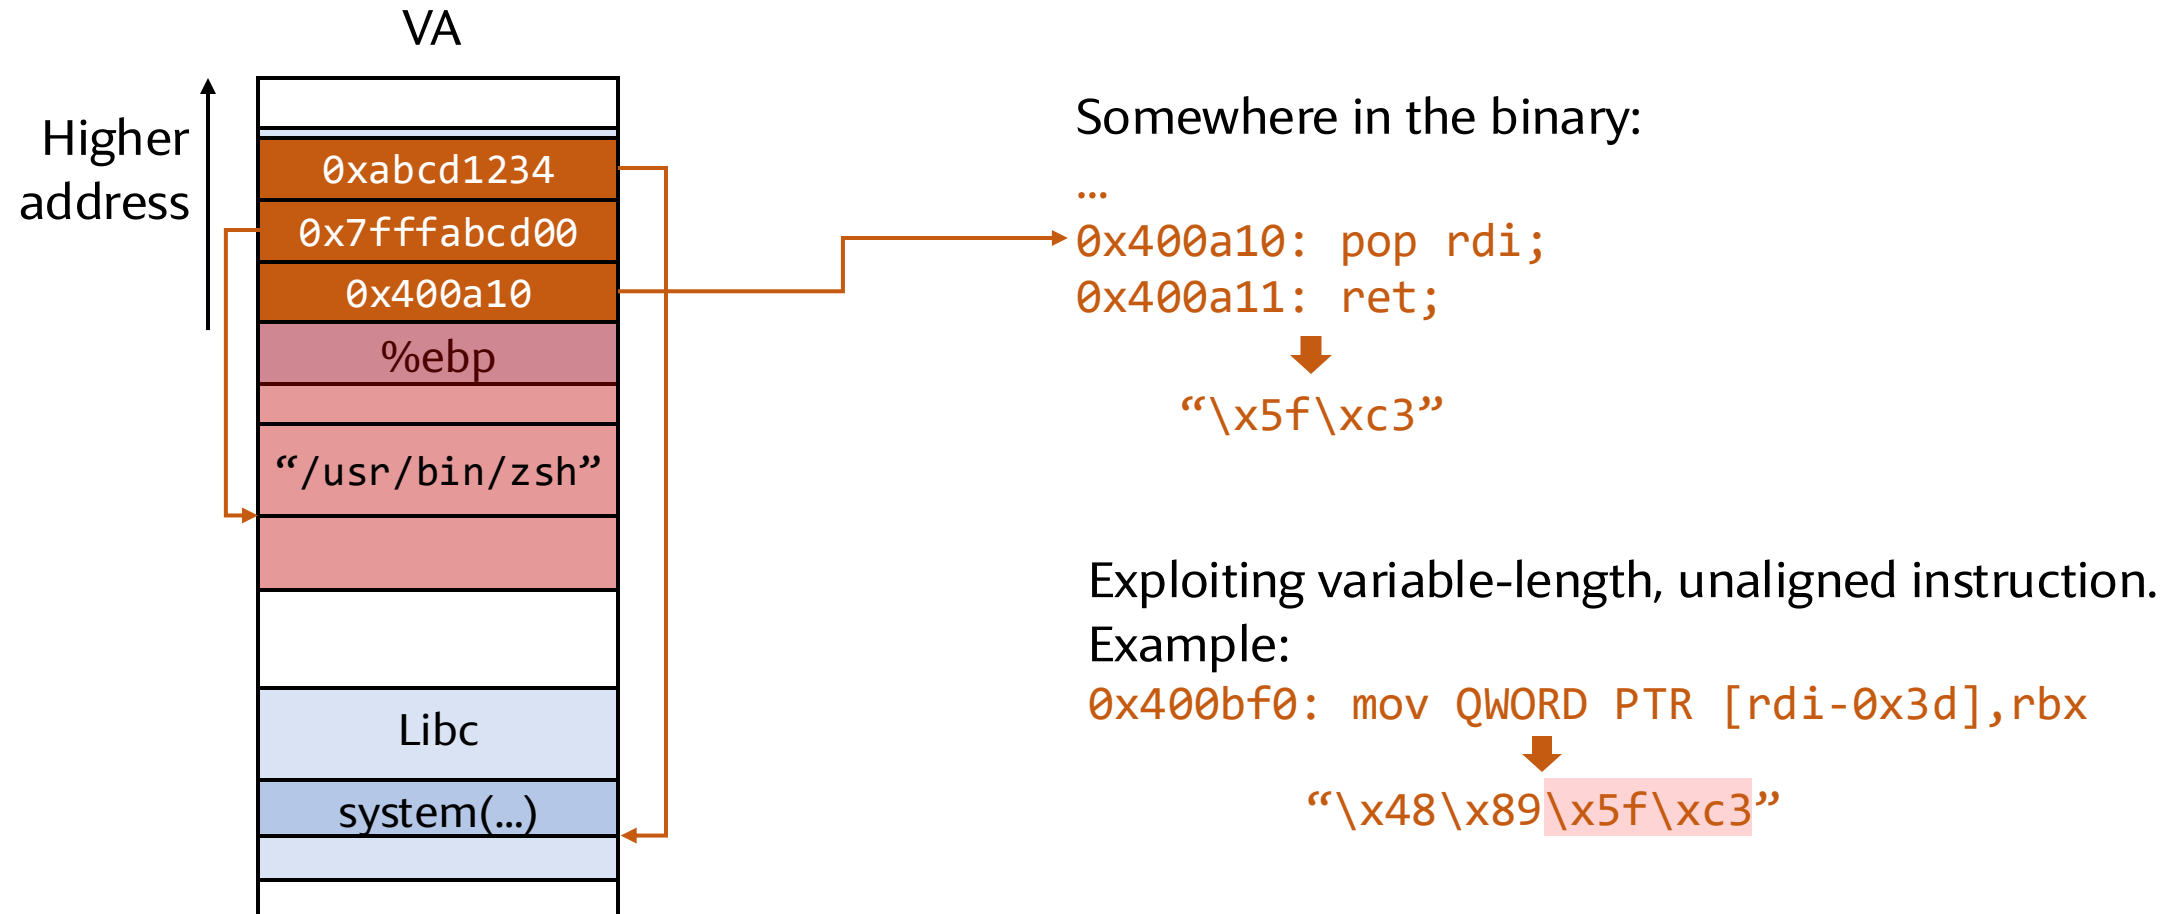 VA
Higher
address
0xabcd1234
0x7fffabcd00
0x400a10
%ebp
“/usr/bin/zsh”
Libc
system(…)
Somewhere in the binary:
…
0x400a10: pop rdi;
0x400a11: ret;
“\x5f\xc3”
Exploiting variable-length, unaligned instruction.
Example:
0x400bf0: mov QWORD PTR [rdi-0x3d],rbx
“\x48\x89\x5f\xc3”